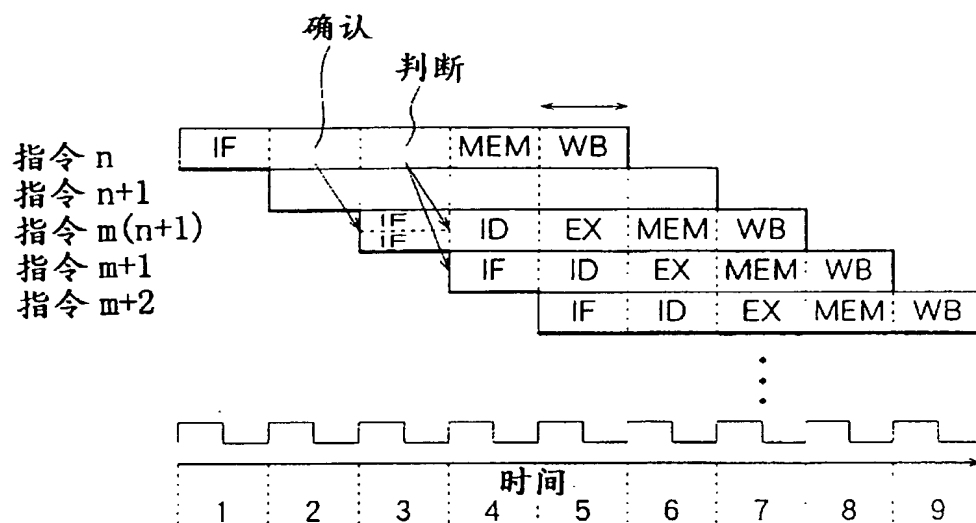 确认
判断
指令 n IF MEM WB
指令 n+1
指令 m(n+1) IF IF ID EX MEM WB
指令 m+1 IF ID EX MEM WB
指令 m+2 IF ID EX MEM WB
时间
1 2 3 4 5 6 7 8 9